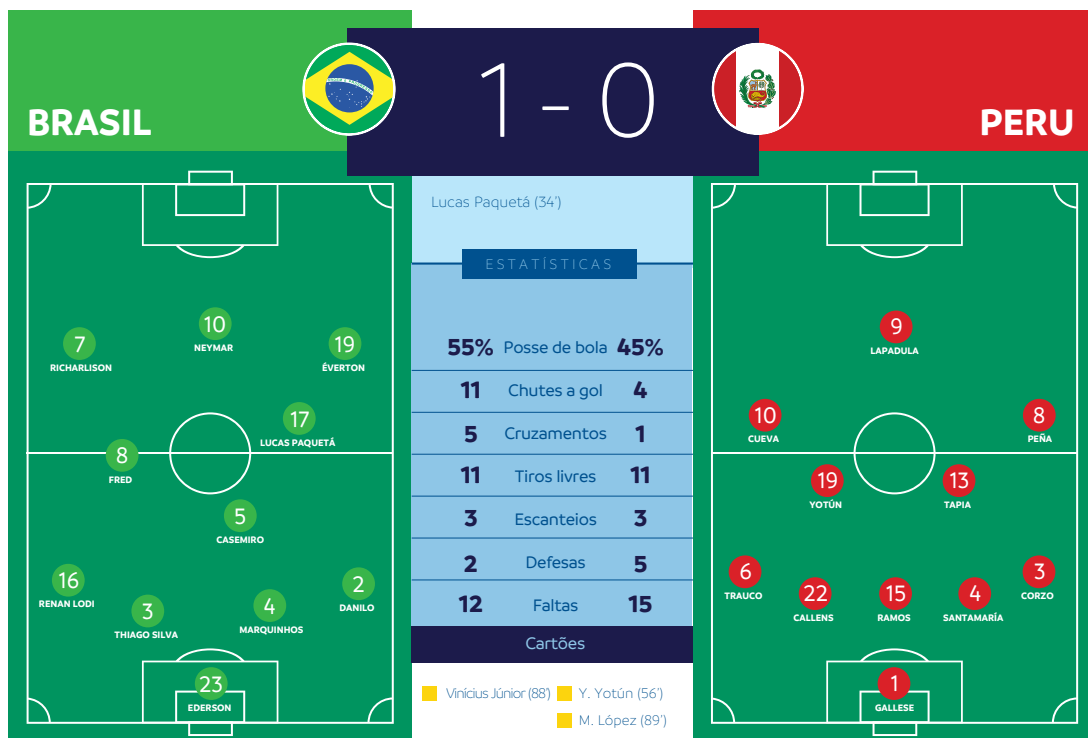 BRASIL
1 - 0
PERU
Lucas Paquetá (34’)
ESTATÍSTICAS
55% Posse de bola 45%
11 Chutes a gol 4
5 Cruzamentos 1
11 Tiros livres 11
3 Escanteios 3
2 Defesas 5
12 Faltas 15
Cartões
Vinícius Júnior (88’)
Y. Yotún (56’)
M. López (89’)
10
NEYMAR
7
RICHARLISON
19
ÉVERTON
17
LUCAS PAQUETÁ
8
FRED
5
CASEMIRO
16
RENAN LODI
3
THIAGO SILVA
4
MARQUINHOS
2
DANILO
23
EDERSON
9
LAPADULA
10
CUEVA
8
PEÑA
19
YOTÚN
13
TAPIA
6
TRAUCO
22
CALLENS
15
RAMOS
4
SANTAMARÍA
3
CORZO
1
GALLESE